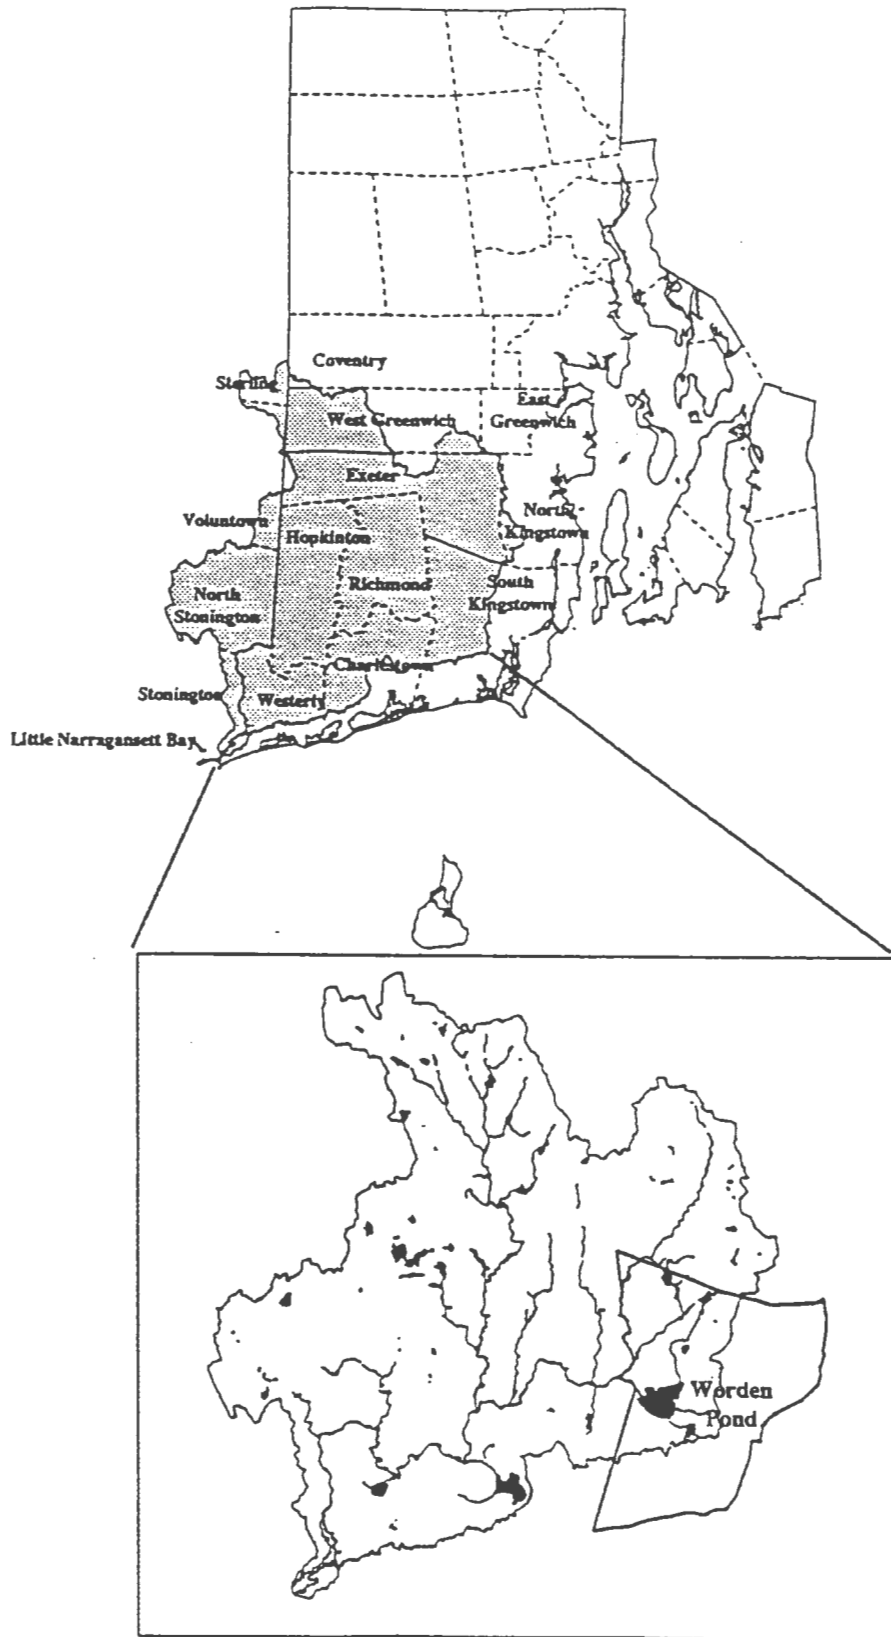 Coventry
Sterling
West Greenwich
East
Greenwich
Exeter
Voluntown
Hopkinton
North
Kingstown
Richmond
South
Kingstown
North
Stonington
Charlestown
Stonington
Westerly
Little Narragansett Bay
Worden
Pond